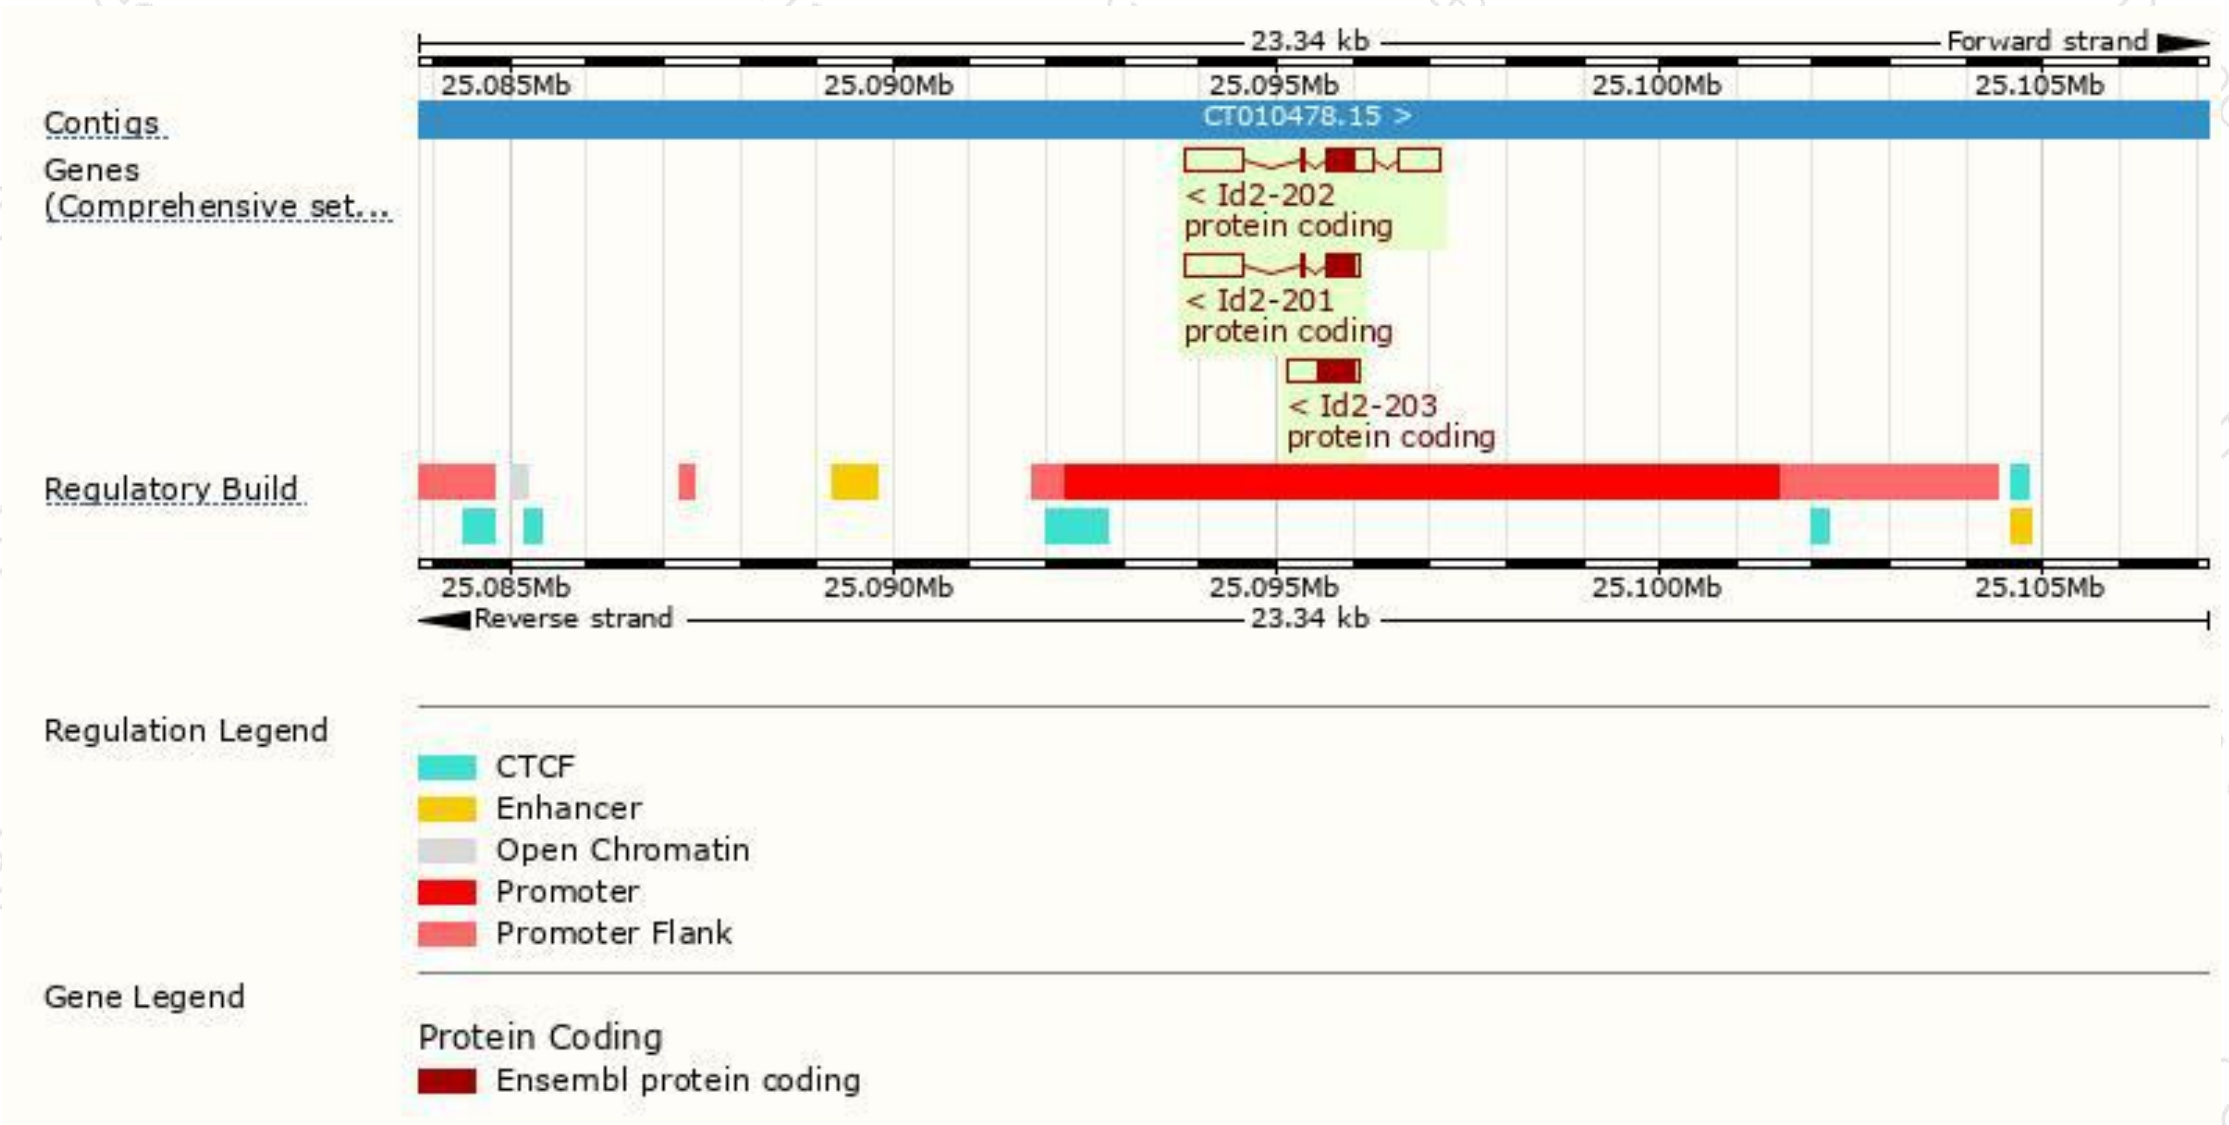 23.34 kb Forward strand
25.085Mb 25.090Mb 25.095Mb 25.100Mb 25.105Mb
Contigs CT010478.15 >
Genes
(Comprehensive set...
< Id2-202
protein coding
< Id2-201
protein coding
< Id2-203
protein coding
Regulatory Build
25.085Mb 25.090Mb 25.095Mb 25.100Mb 25.105Mb
Reverse strand 23.34 kb
Regulation Legend
CTCF
Enhancer
Open Chromatin
Promoter
Promoter Flank
Gene Legend
Protein Coding
Ensembl protein coding